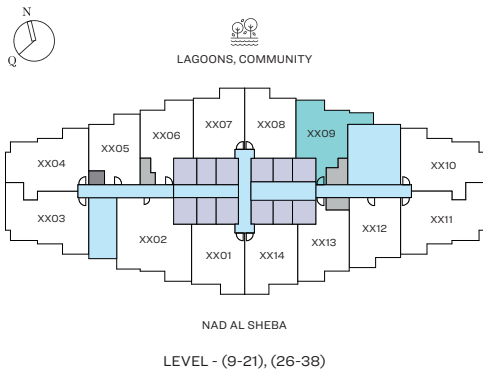 N
Q
LAGOONS, COMMUNITY
XX07
XX08
XX06
XX09
XX05
XX04
XX10
XX03
XX11
XX02
XX12
XX13
XX01
XX14
NAD AL SHEBA
LEVEL - (9-21), (26-38)